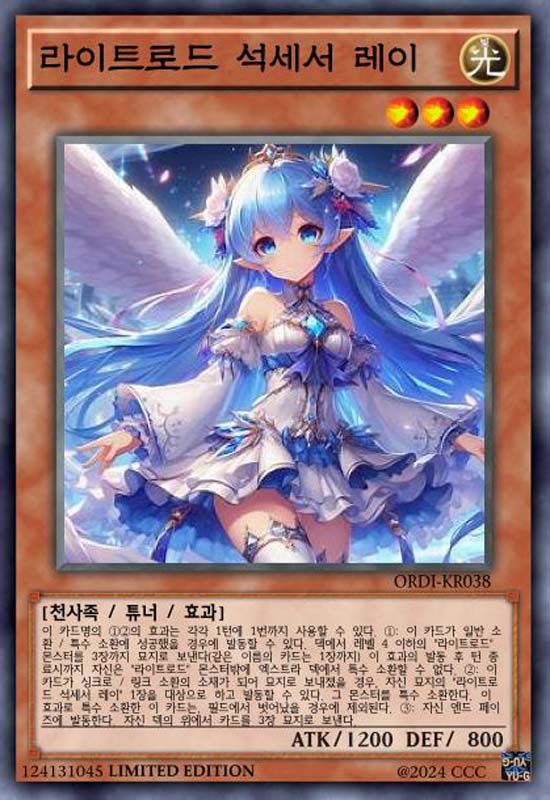 라이트로드 석세서 레이
빛
光
ORDI-KR038
[천사족 / 튜너 / 효과]
이 카드명의 ①②의 효과는 각각 1턴에 1번까지 사용할 수 있다. ①: 이 카드가 일반 소
환 / 특수 소환에 성공했을 경우에 발동할 수 있다. 덱에서 레벨 4 이하의 "라이트로드"
몬스터를 3장까지 묘지로 보낸다(같은 이름의 카드는 1장까지) 이 효과의 발동 후 턴 종
료시까지 자신은 "라이트로드" 몬스터밖에 엑스트라 덱에서 특수 소환할 수 없다. ②: 이
카드가 싱크로 / 링크 소환의 소재가 되어 묘지로 보내졌을 경우, 자신 묘지의 "라이트로
드 석세서 레이" 1장을 대상으로 하고 발동할 수 있다. 그 몬스터를 특수 소환한다. 이
효과로 특수 소환한 이 카드는, 필드에서 벗어났을 경우에 제외된다. ③: 자신 엔드 페이
즈에 발동한다. 자신 덱의 위에서 카드를 3장 묘지로 보낸다.
ATK/1200 DEF/ 800
124131045 LIMITED EDITION
@2024 CCC
YU-G